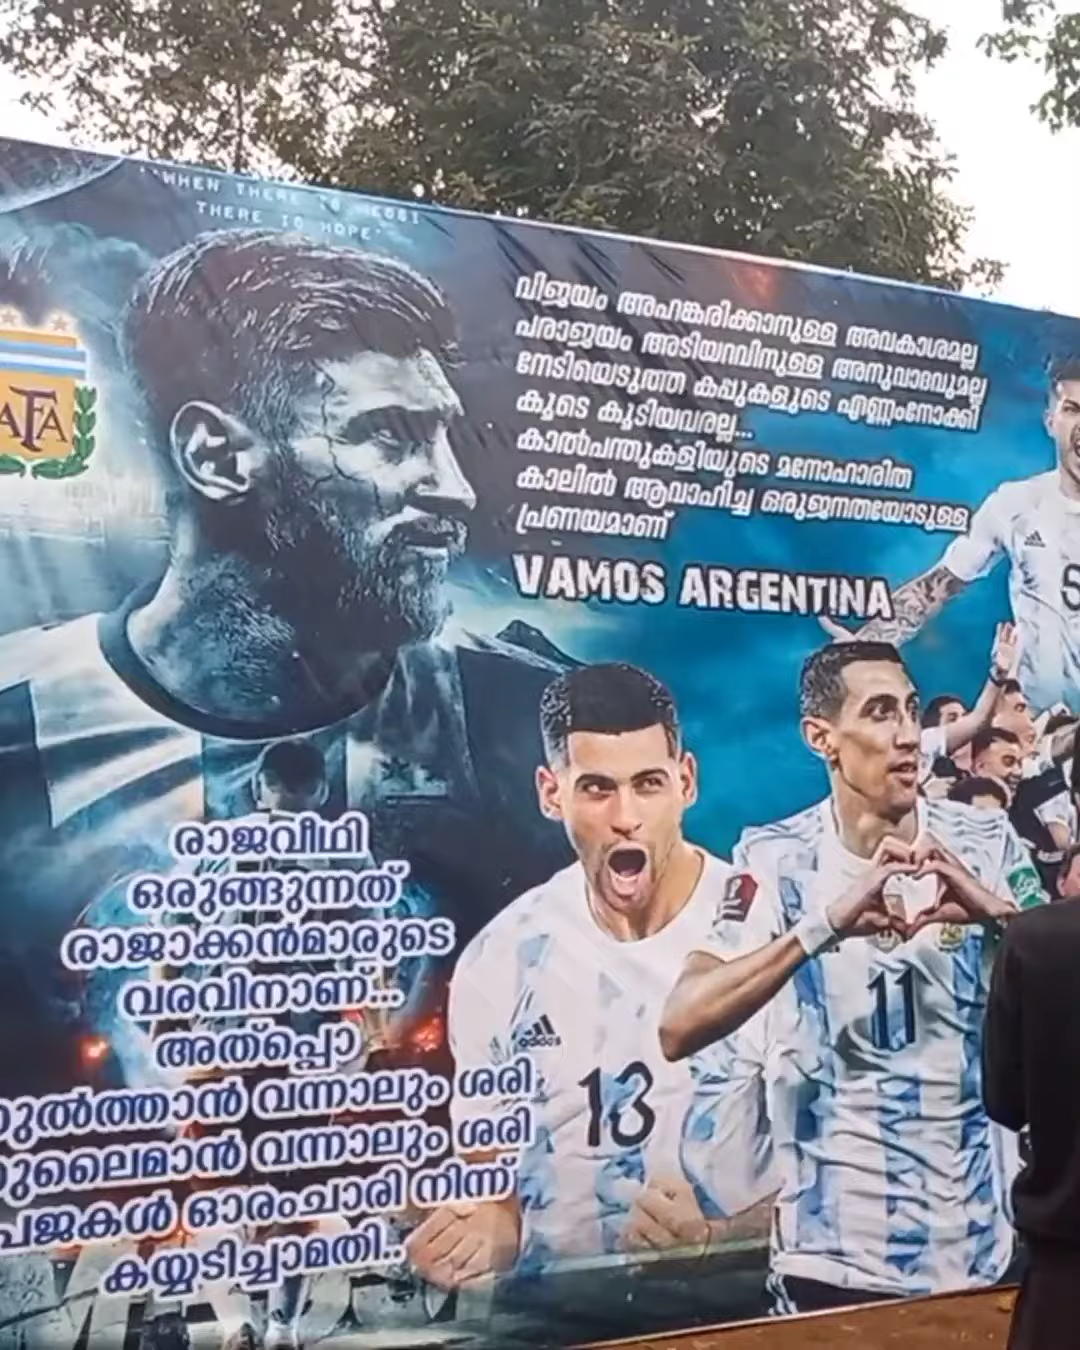 "WHEN THERE IS MESSI
THERE IS HOPE"
AFA
വിജയം അഹങ്കരിക്കാനുള്ള അവകാശമല്ല
പരാജയം അടിയറവിനുള്ള അനുവാദവുമല്ല
നേടിയെടുത്ത കപ്പുകളുടെ എണ്ണംനോക്കി
കൂടെ കൂടിയവരല്ല...
കാൽപന്തുകളിയുടെ മനോഹാരിത
കാലിൽ ആവാഹിച്ച ഒരുജനതയോടുള്ള
പ്രണയമാണ്
VAMOS ARGENTINA
രാജവീഥി
ഒരുങ്ങുന്നത്
രാജാക്കൻമാരുടെ
വരവിനാണ്...
അത്പ്പൊ
സുൽത്താൻ വന്നാലും ശരി
സുലൈമാൻ വന്നാലും ശരി
പ്രജകൾ ഓരംചാരി നിന്ന്
കയ്യടിച്ചാമതി..
adidas
13
11